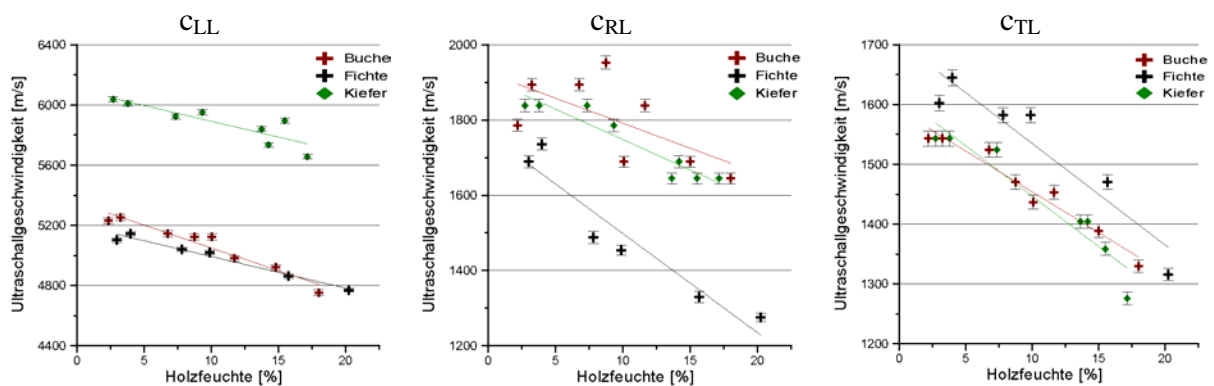 cLL
Ultraschallgeschwindigkeit [m/s]
6400
6000
5600
5200
4800
4400
Buche
Fichte
Kiefer
0 5 10 15 20
Holzfeuchte [%]
cRL
Ultraschallgeschwindigkeit [m/s]
2000
1800
1600
1400
1200
Buche
Fichte
Kiefer
0 5 10 15 20
Holzfeuchte [%]
cTL
Ultraschallgeschwindigkeit [m/s]
1700
1600
1500
1400
1300
1200
Buche
Fichte
Kiefer
0 5 10 15 20
Holzfeuchte [%]